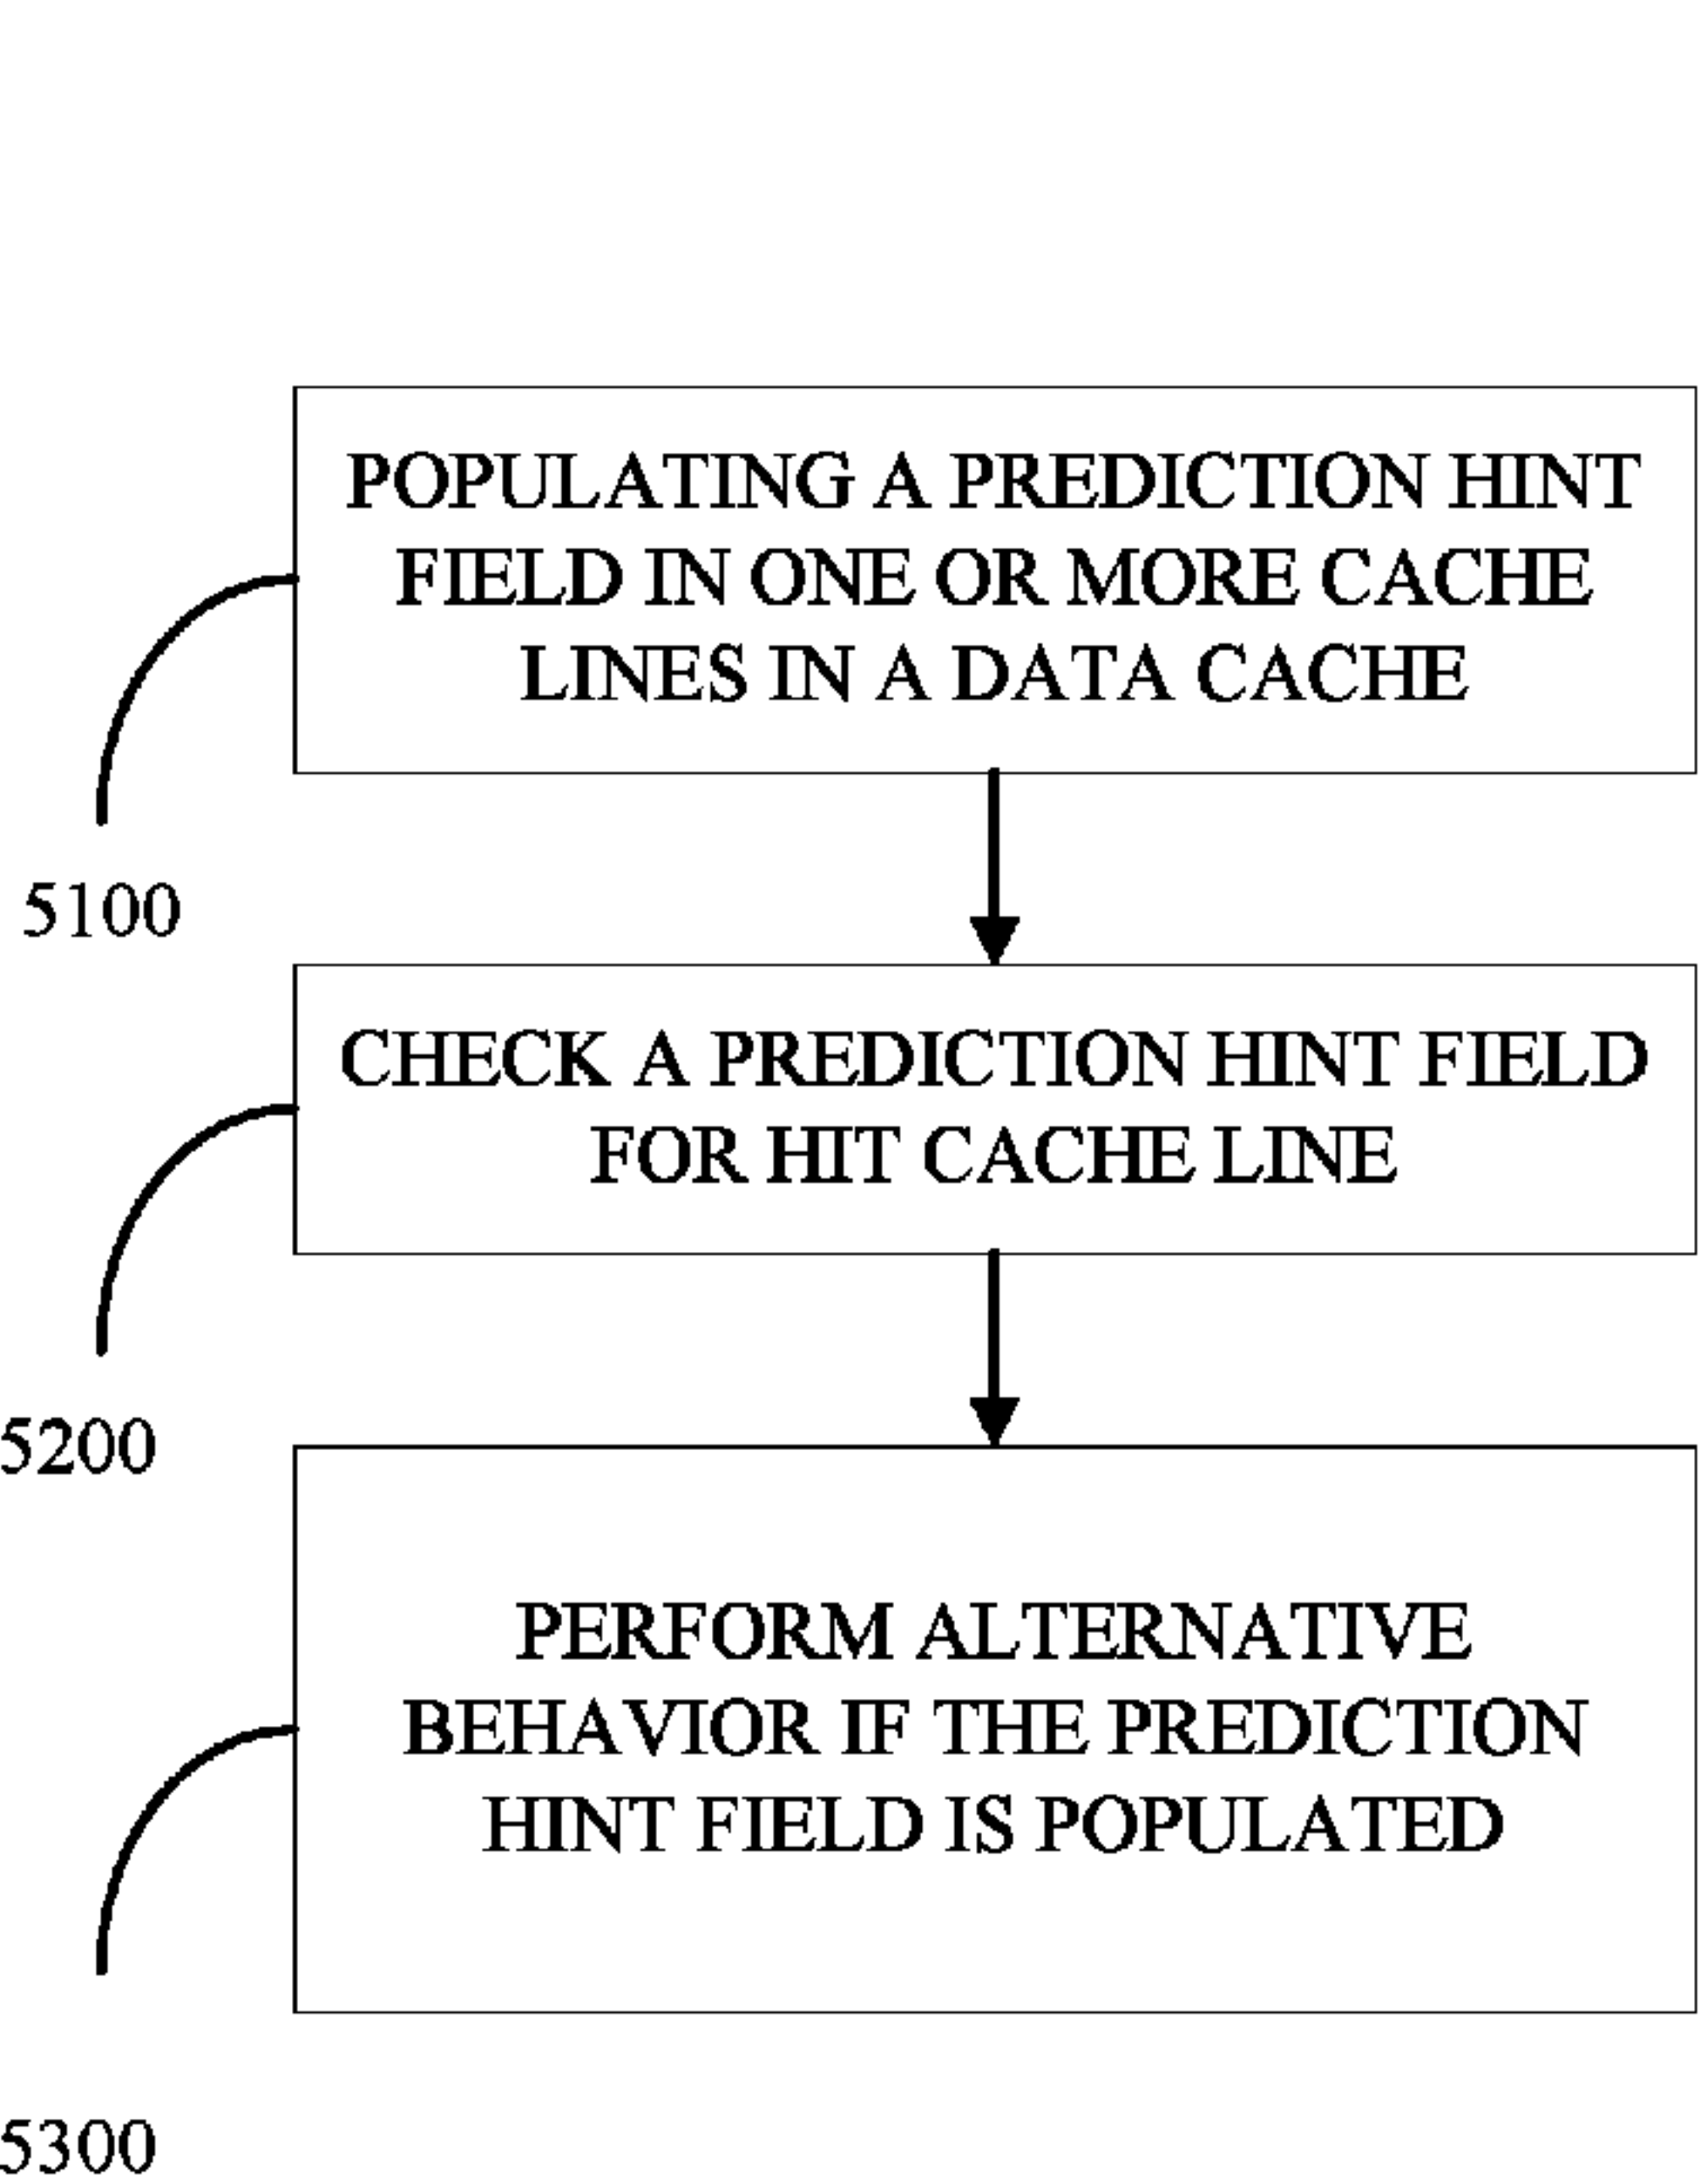 POPULATING A PREDICTION HINT
FIELD IN ONE OR MORE CACHE
LINES IN A DATA CACHE
5100
CHECK A PREDICTION HINT FIELD
FOR HIT CACHE LINE
5200
PERFORM ALTERNATIVE
BEHAVIOR IF THE PREDICTION
HINT FIELD IS POPULATED
5300